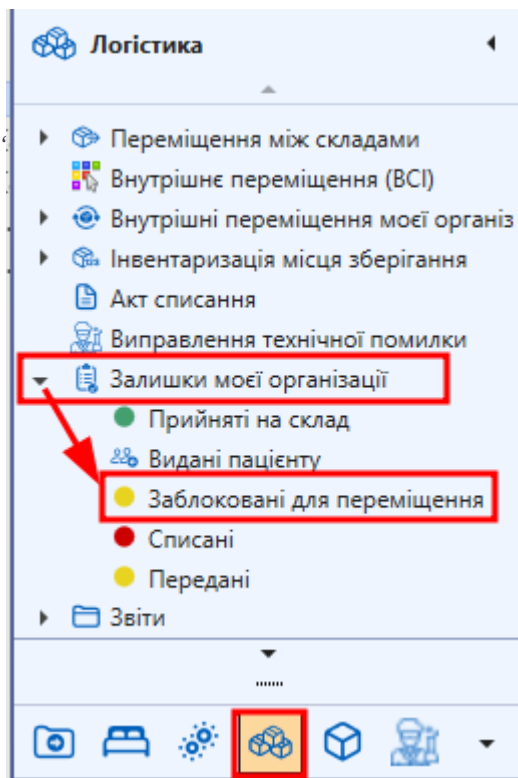 Логістика
Переміщення між складами
Внутрішнє переміщення (ВСІ)
Внутрішні переміщення моєї організ
Інвентаризація місця зберігання
Акт списання
Виправлення технічної помилки
Залишки моєї організації
Прийняті на склад
Видані пацієнту
Заблоковані для переміщення
Списані
Передані
Звіти